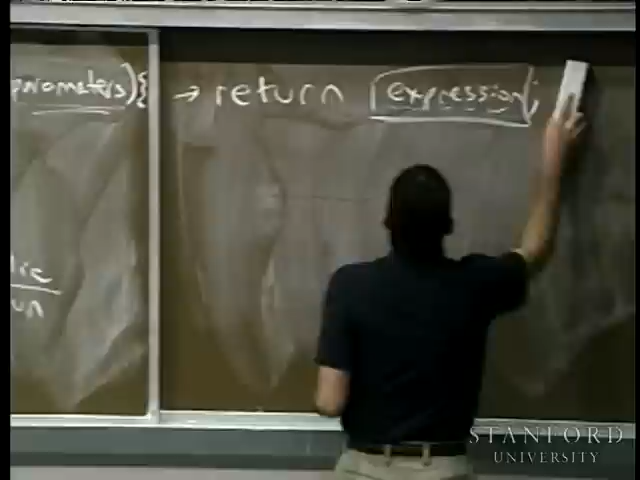 parameters){
→ return expression;
STANFORD
UNIVERSITY